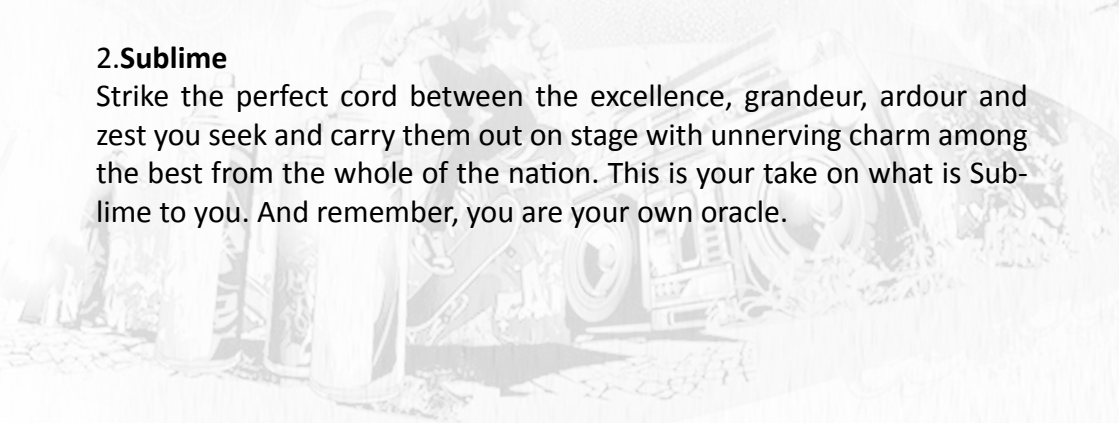 2.Sublime
Strike the perfect cord between the excellence, grandeur, ardour and
zest you seek and carry them out on stage with unnerving charm among
the best from the whole of the nation. This is your take on what is Sub-
lime to you. And remember, you are your own oracle.